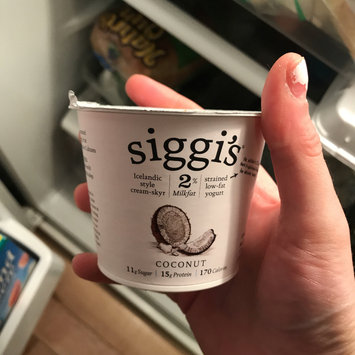 siggi's
Icelandic style cream-skyr
2% Milkfat
strained low-fat yogurt
COCONUT
11g Sugar | 15g Protein | 170 Calories